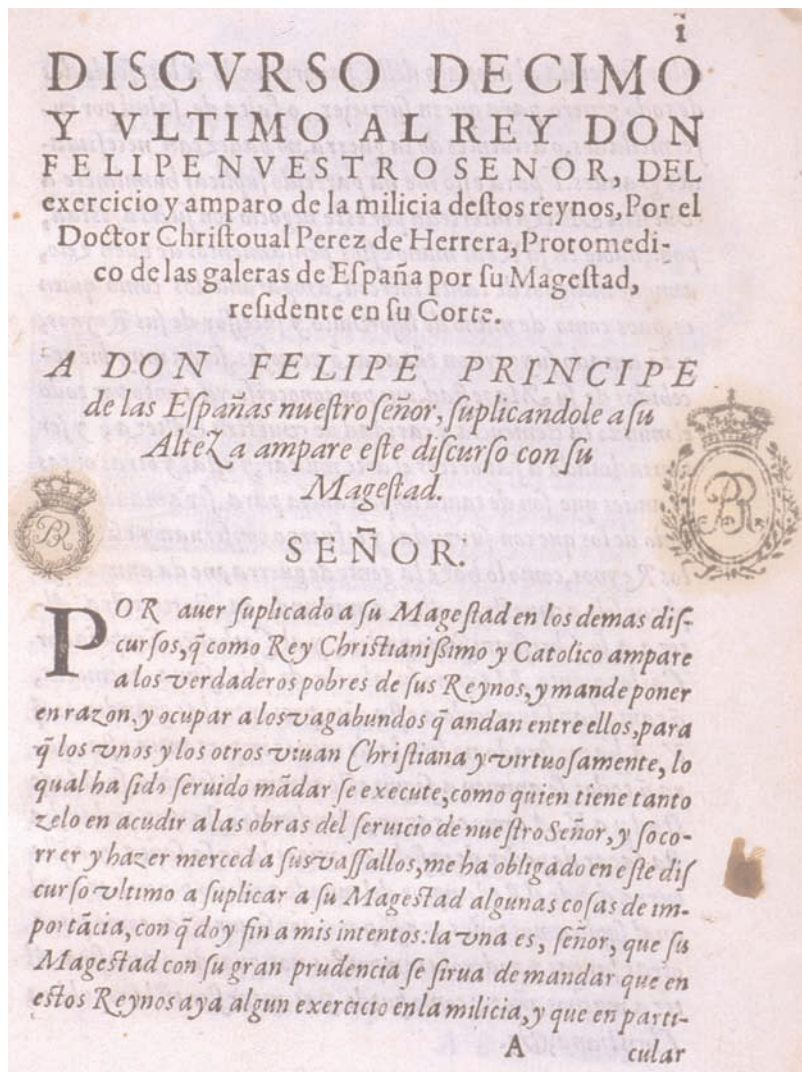 1
DISCVRSO DECIMO
Y VLTIMO AL REY DON
FELIPE NVESTRO SENOR, DEL
exercicio y amparo de la milicia deſtos reynos, Por el
Doctor Chriſtoual Perez de Herrera, Protomedi-
co de las galeras de Eſpaña por ſu Mageſtad,
reſidente en ſu Corte.
A DON FELIPE PRINCIPE
de las Eſpañas nueſtro ſeñor, ſuplicandole a ſu
AlteZa ampare eſte diſcurſo con ſu
Mageſtad.
BR
BR
SEÑOR.
POR auer ſuplicado a ſu Mageſtad en los demas diſ-
curſos, q̃ como Rey Chriſtianiſsimo y Catolico ampare
a los verdaderos pobres de ſus Reynos, y mande poner
en razon, y ocupar a los vagabundos q̃ andan entre ellos, para
q̃ los vnos y los otros viuan Chriſtiana y virtuoſamente, lo
qual ha ſido ſeruido mãdar ſe execute, como quien tiene tanto
zelo en acudir a las obras del ſeruicio de nueſtro Señor, y ſoco-
rrer y hazer merced a ſus vaſſallos, me ha obligado en eſte diſ
curſo vltimo a ſuplicar a ſu Mageſtad algunas coſas de im-
portãcia, con q̃ doy fin a mis intentos: la vna es, ſeñor, que ſu
Mageſtad con ſu gran prudencia ſe ſirua de mandar que en
eſtos Reynos aya algun exercicio en la milicia, y que en parti-
A cular